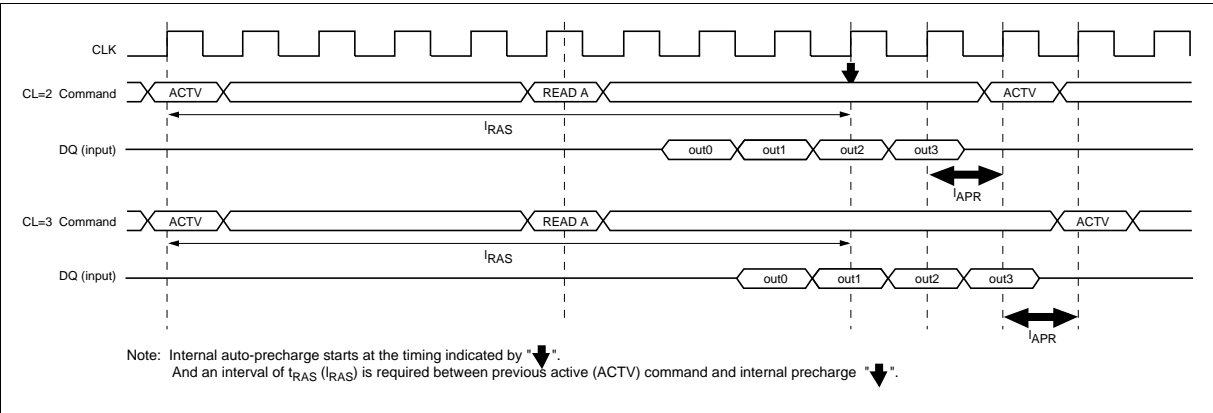 CLK
CL=2 Command ACTV READ A ACTV
lRAS
DQ (input) out0 out1 out2 out3
lAPR
CL=3 Command ACTV READ A ACTV
lRAS
DQ (input) out0 out1 out2 out3
lAPR
Note: Internal auto-precharge starts at the timing indicated by " ".
And an interval of tRAS (lRAS) is required between previous active (ACTV) command and internal precharge " ".